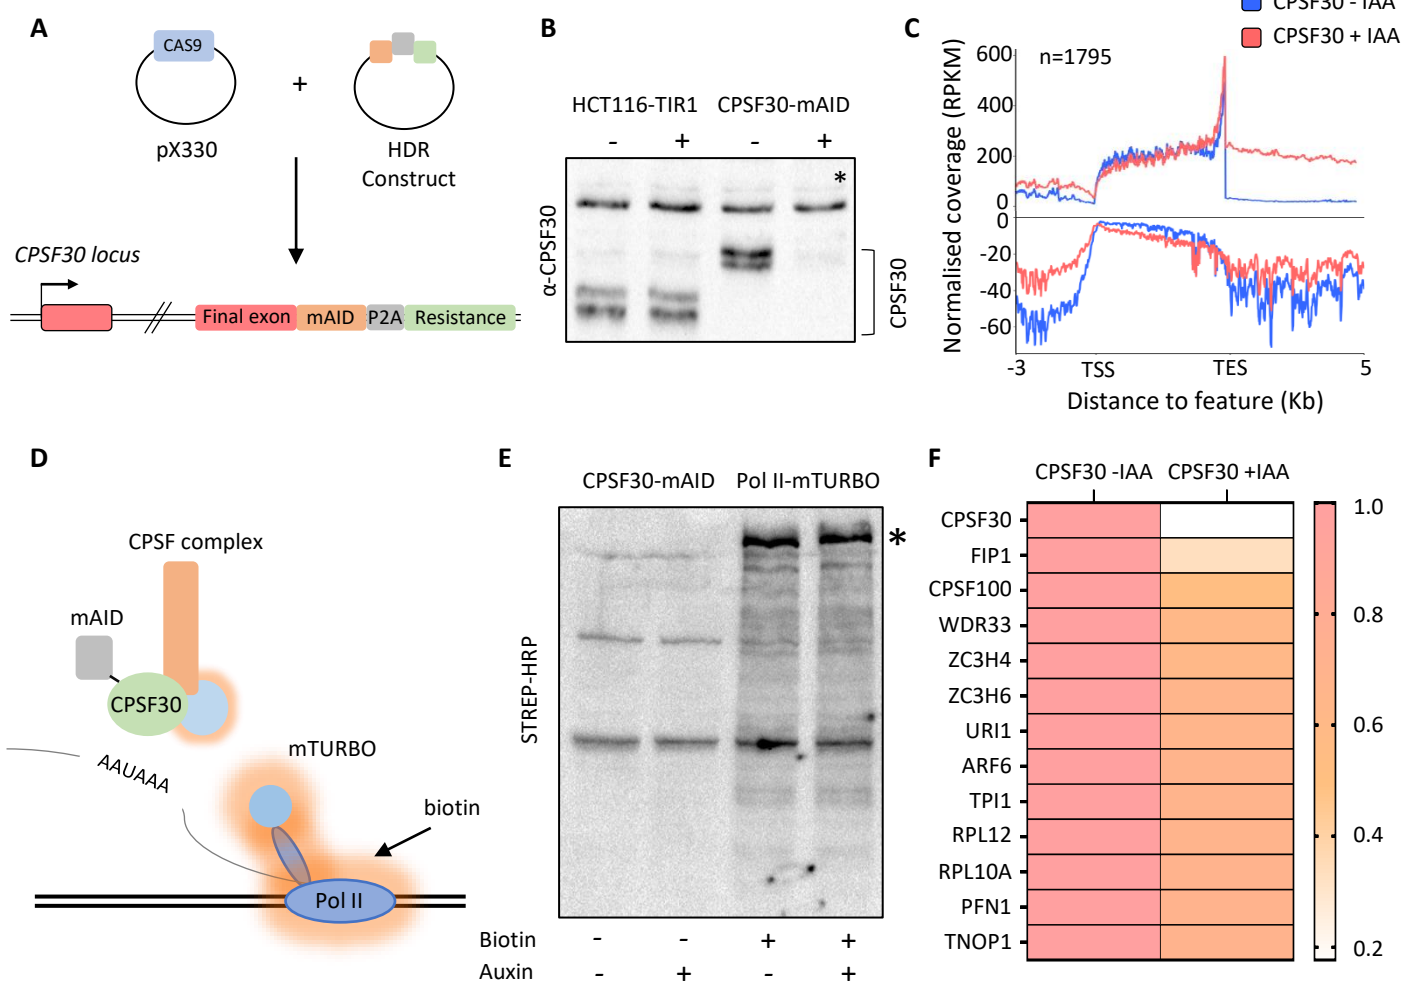 A
CAS9
+
pX330
HDR
Construct
CPSF30 locus
Final exon
mAID
P2A
Resistance
B
HCT116-TIR1
CPSF30-mAID
- + - +
*
α-CPSF30
CPSF30
C
CPSF30 - IAA
CPSF30 + IAA
n=1795
Normalised coverage (RPKM)
600
400
200
0
0
-20
-40
-60
-3
TSS
TES
5
Distance to feature (Kb)
D
CPSF complex
mAID
CPSF30
mTURBO
AAUAAA
biotin
Pol II
E
CPSF30-mAID
Pol II-mTURBO
*
STREP-HRP
Biotin - - + +
Auxin - + - +
F
CPSF30 -IAA
CPSF30 +IAA
CPSF30
FIP1
CPSF100
WDR33
ZC3H4
ZC3H6
URI1
ARF6
TPI1
RPL12
RPL10A
PFN1
TNOP1
1.0
0.8
0.6
0.4
0.2